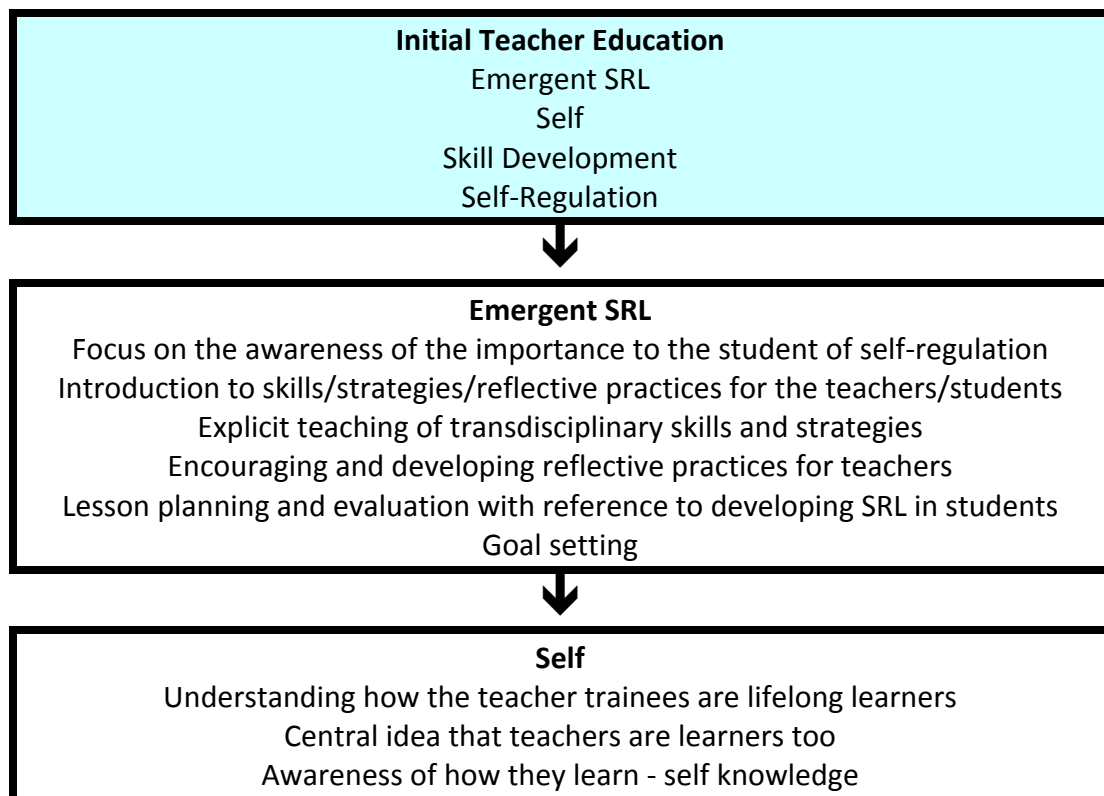 Initial Teacher Education
Emergent SRL
Self
Skill Development
Self-Regulation
Emergent SRL
Focus on the awareness of the importance to the student of self-regulation
Introduction to skills/strategies/reflective practices for the teachers/students
Explicit teaching of transdisciplinary skills and strategies
Encouraging and developing reflective practices for teachers
Lesson planning and evaluation with reference to developing SRL in students
Goal setting
Self
Understanding how the teacher trainees are lifelong learners
Central idea that teachers are learners too
Awareness of how they learn - self knowledge